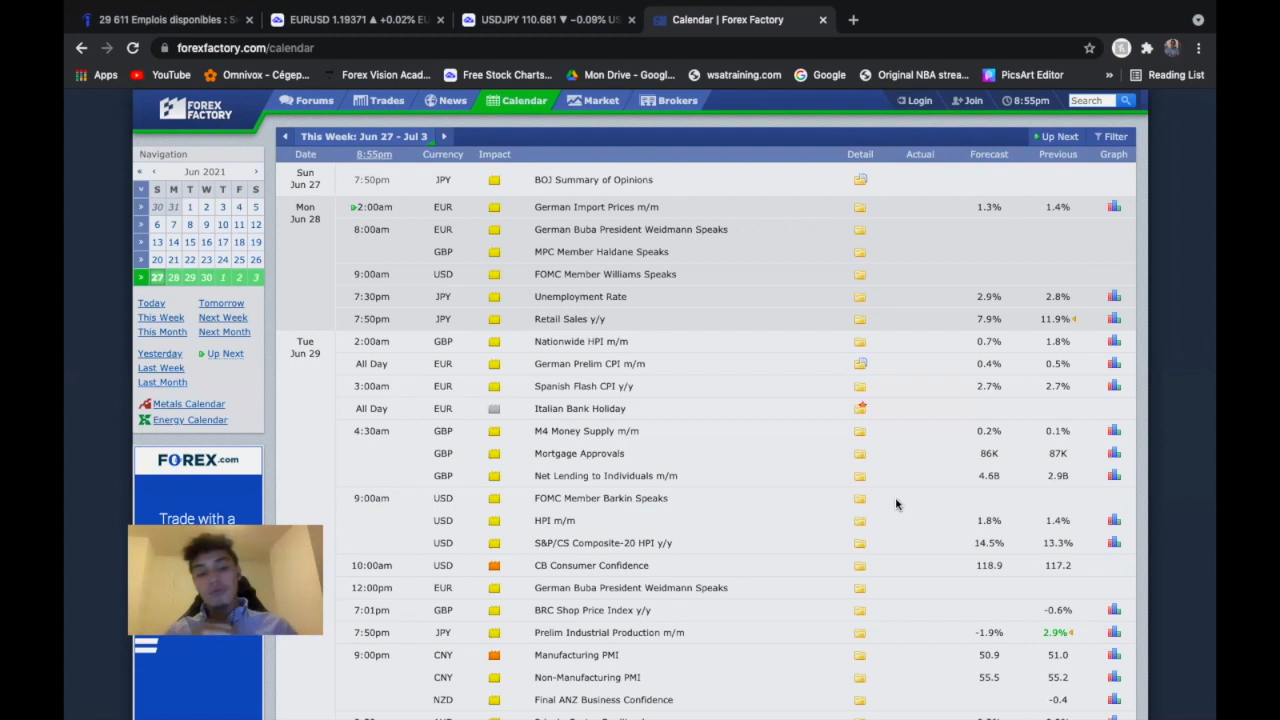 29 611 Emplois disponibles : S
EURUSD 1.19371 ▲ +0.02% EU
USDJPY 110.681 ▼ −0.09% US
Calendar | Forex Factory
forexfactory.com/calendar
Apps
YouTube
Omnivox – Cégep...
Forex Vision Acad...
Free Stock Charts...
Mon Drive – Googl...
wsatraining.com
Google
Original NBA strea...
PicsArt Editor
»
Reading List
FOREX FACTORY
Forums
Trades
News
Calendar
Market
Brokers
Login
Join
8:55pm
Search
Navigation
« ‹ Jun 2021 ›
S M T W T F S
30 31 1 2 3 4 5
6 7 8 9 10 11 12
13 14 15 16 17 18 19
20 21 22 23 24 25 26
27 28 29 30 1 2 3
Today Tomorrow
This Week Next Week
This Month Next Month
Yesterday Up Next
Last Week
Last Month
Metals Calendar
Energy Calendar
FOREX.com
Trade with a
This Week: Jun 27 - Jul 3
Up Next Filter
Date 8:55pm Currency Impact Detail Actual Forecast Previous Graph
Sun Jun 27 7:50pm JPY BOJ Summary of Opinions
Mon Jun 28 2:00am EUR German Import Prices m/m 1.3% 1.4%
8:00am EUR German Buba President Weidmann Speaks
GBP MPC Member Haldane Speaks
9:00am USD FOMC Member Williams Speaks
7:30pm JPY Unemployment Rate 2.9% 2.8%
7:50pm JPY Retail Sales y/y 7.9% 11.9%
Tue Jun 29 2:00am GBP Nationwide HPI m/m 0.7% 1.8%
All Day EUR German Prelim CPI m/m 0.4% 0.5%
3:00am EUR Spanish Flash CPI y/y 2.7% 2.7%
All Day EUR Italian Bank Holiday
4:30am GBP M4 Money Supply m/m 0.2% 0.1%
GBP Mortgage Approvals 86K 87K
GBP Net Lending to Individuals m/m 4.6B 2.9B
9:00am USD FOMC Member Barkin Speaks
USD HPI m/m 1.8% 1.4%
USD S&P/CS Composite-20 HPI y/y 14.5% 13.3%
10:00am USD CB Consumer Confidence 118.9 117.2
12:00pm EUR German Buba President Weidmann Speaks
7:01pm GBP BRC Shop Price Index y/y -0.6%
7:50pm JPY Prelim Industrial Production m/m -1.9% 2.9%
9:00pm CNY Manufacturing PMI 50.9 51.0
CNY Non-Manufacturing PMI 55.5 55.2
NZD Final ANZ Business Confidence -0.4